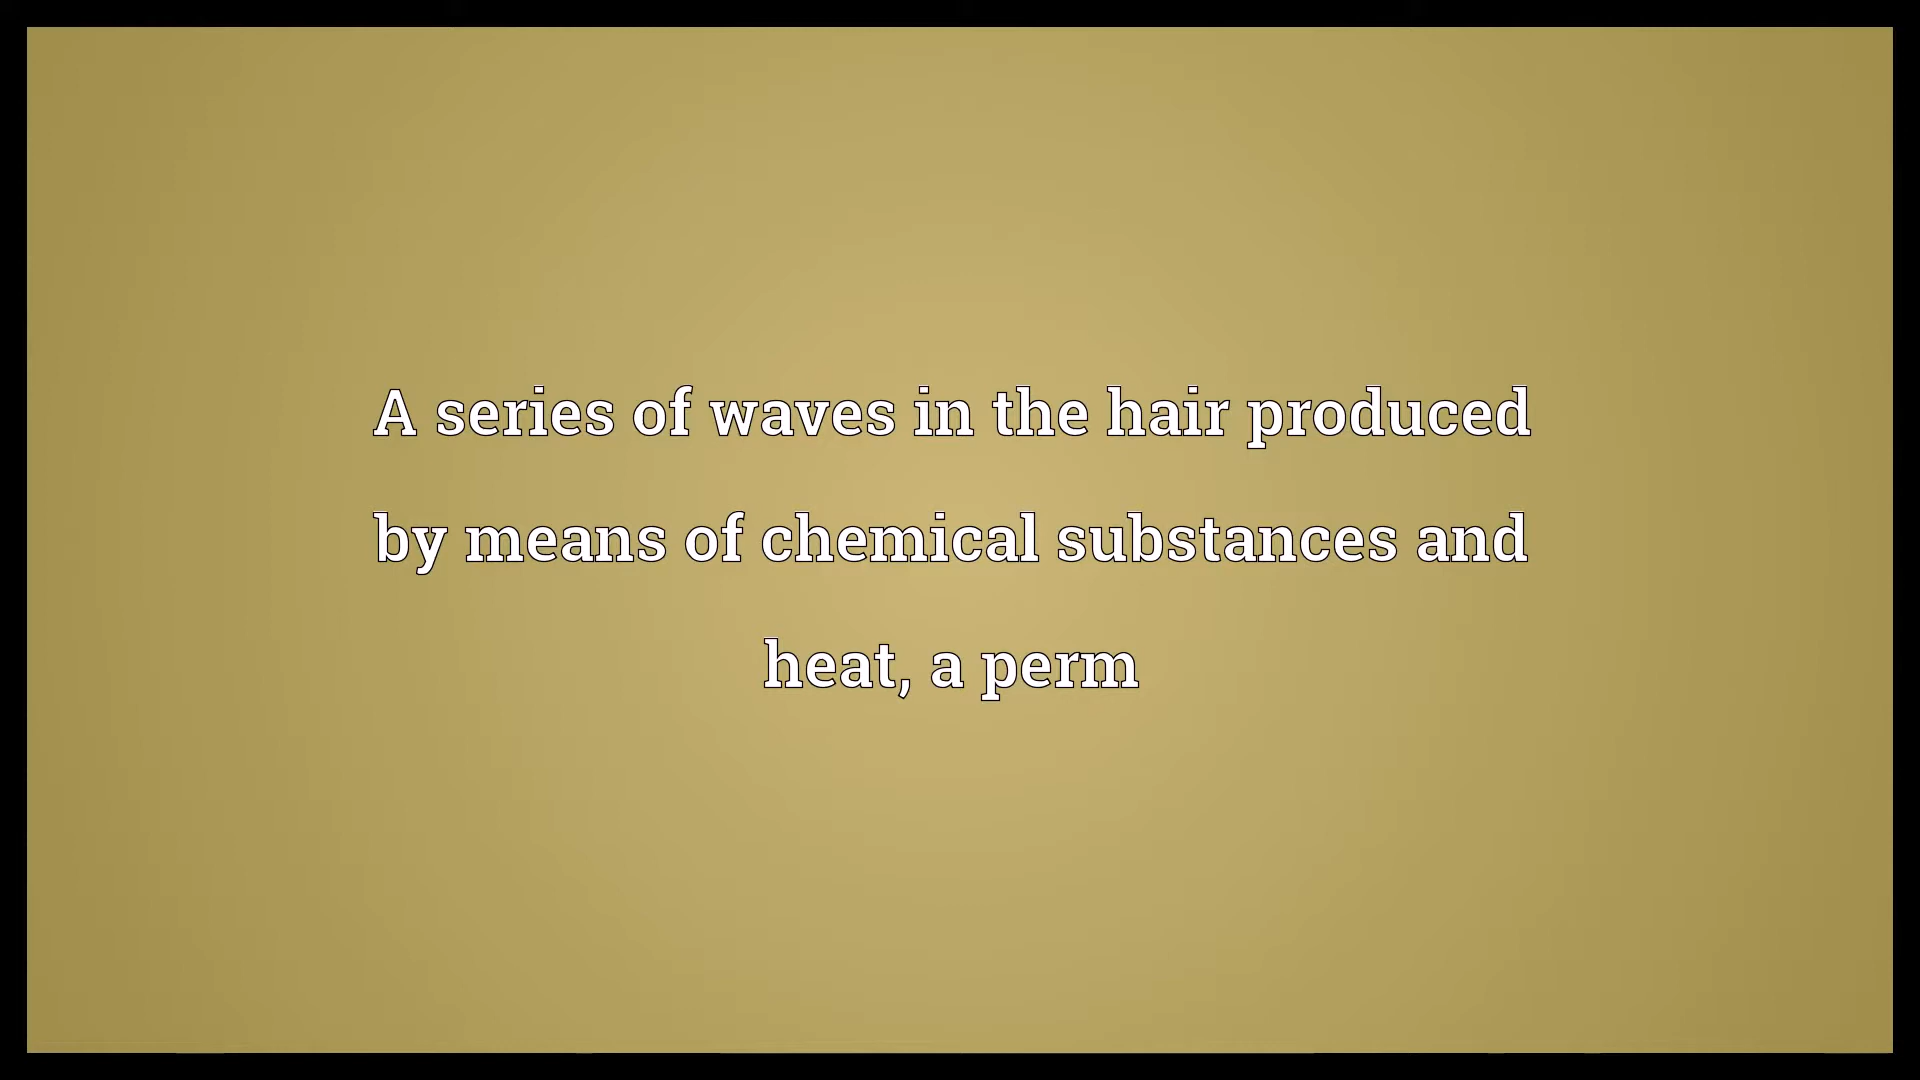 A series of waves in the hair produced
by means of chemical substances and
heat, a perm